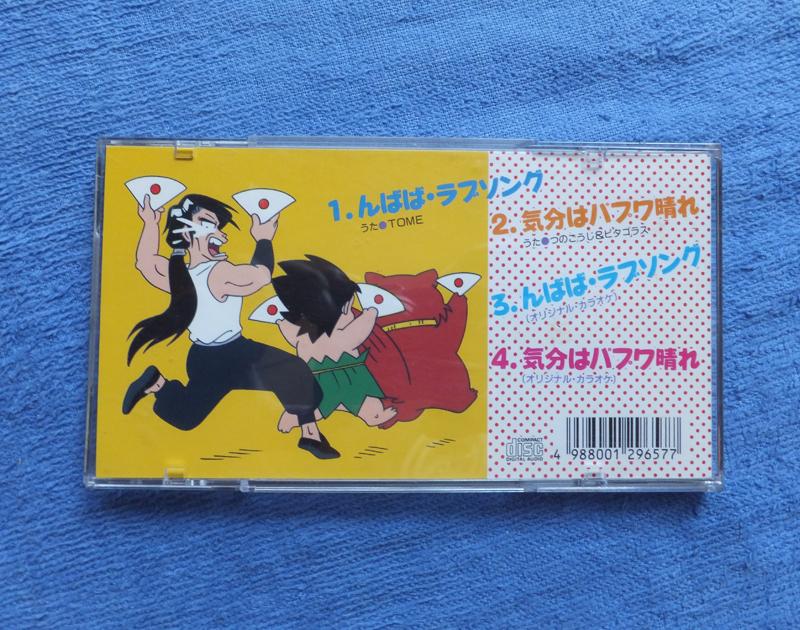 1.んばば・ラブソング
うた●TOME
2.気分はパプワ晴れ
うた●つのごうじ&ピタゴラス
3.んばば・ラブソング
(オリジナル・カラオケ)
4.気分はパプワ晴れ
(オリジナル・カラオケ)
COMPACT
disc
DIGITAL AUDIO
4 988001 296577